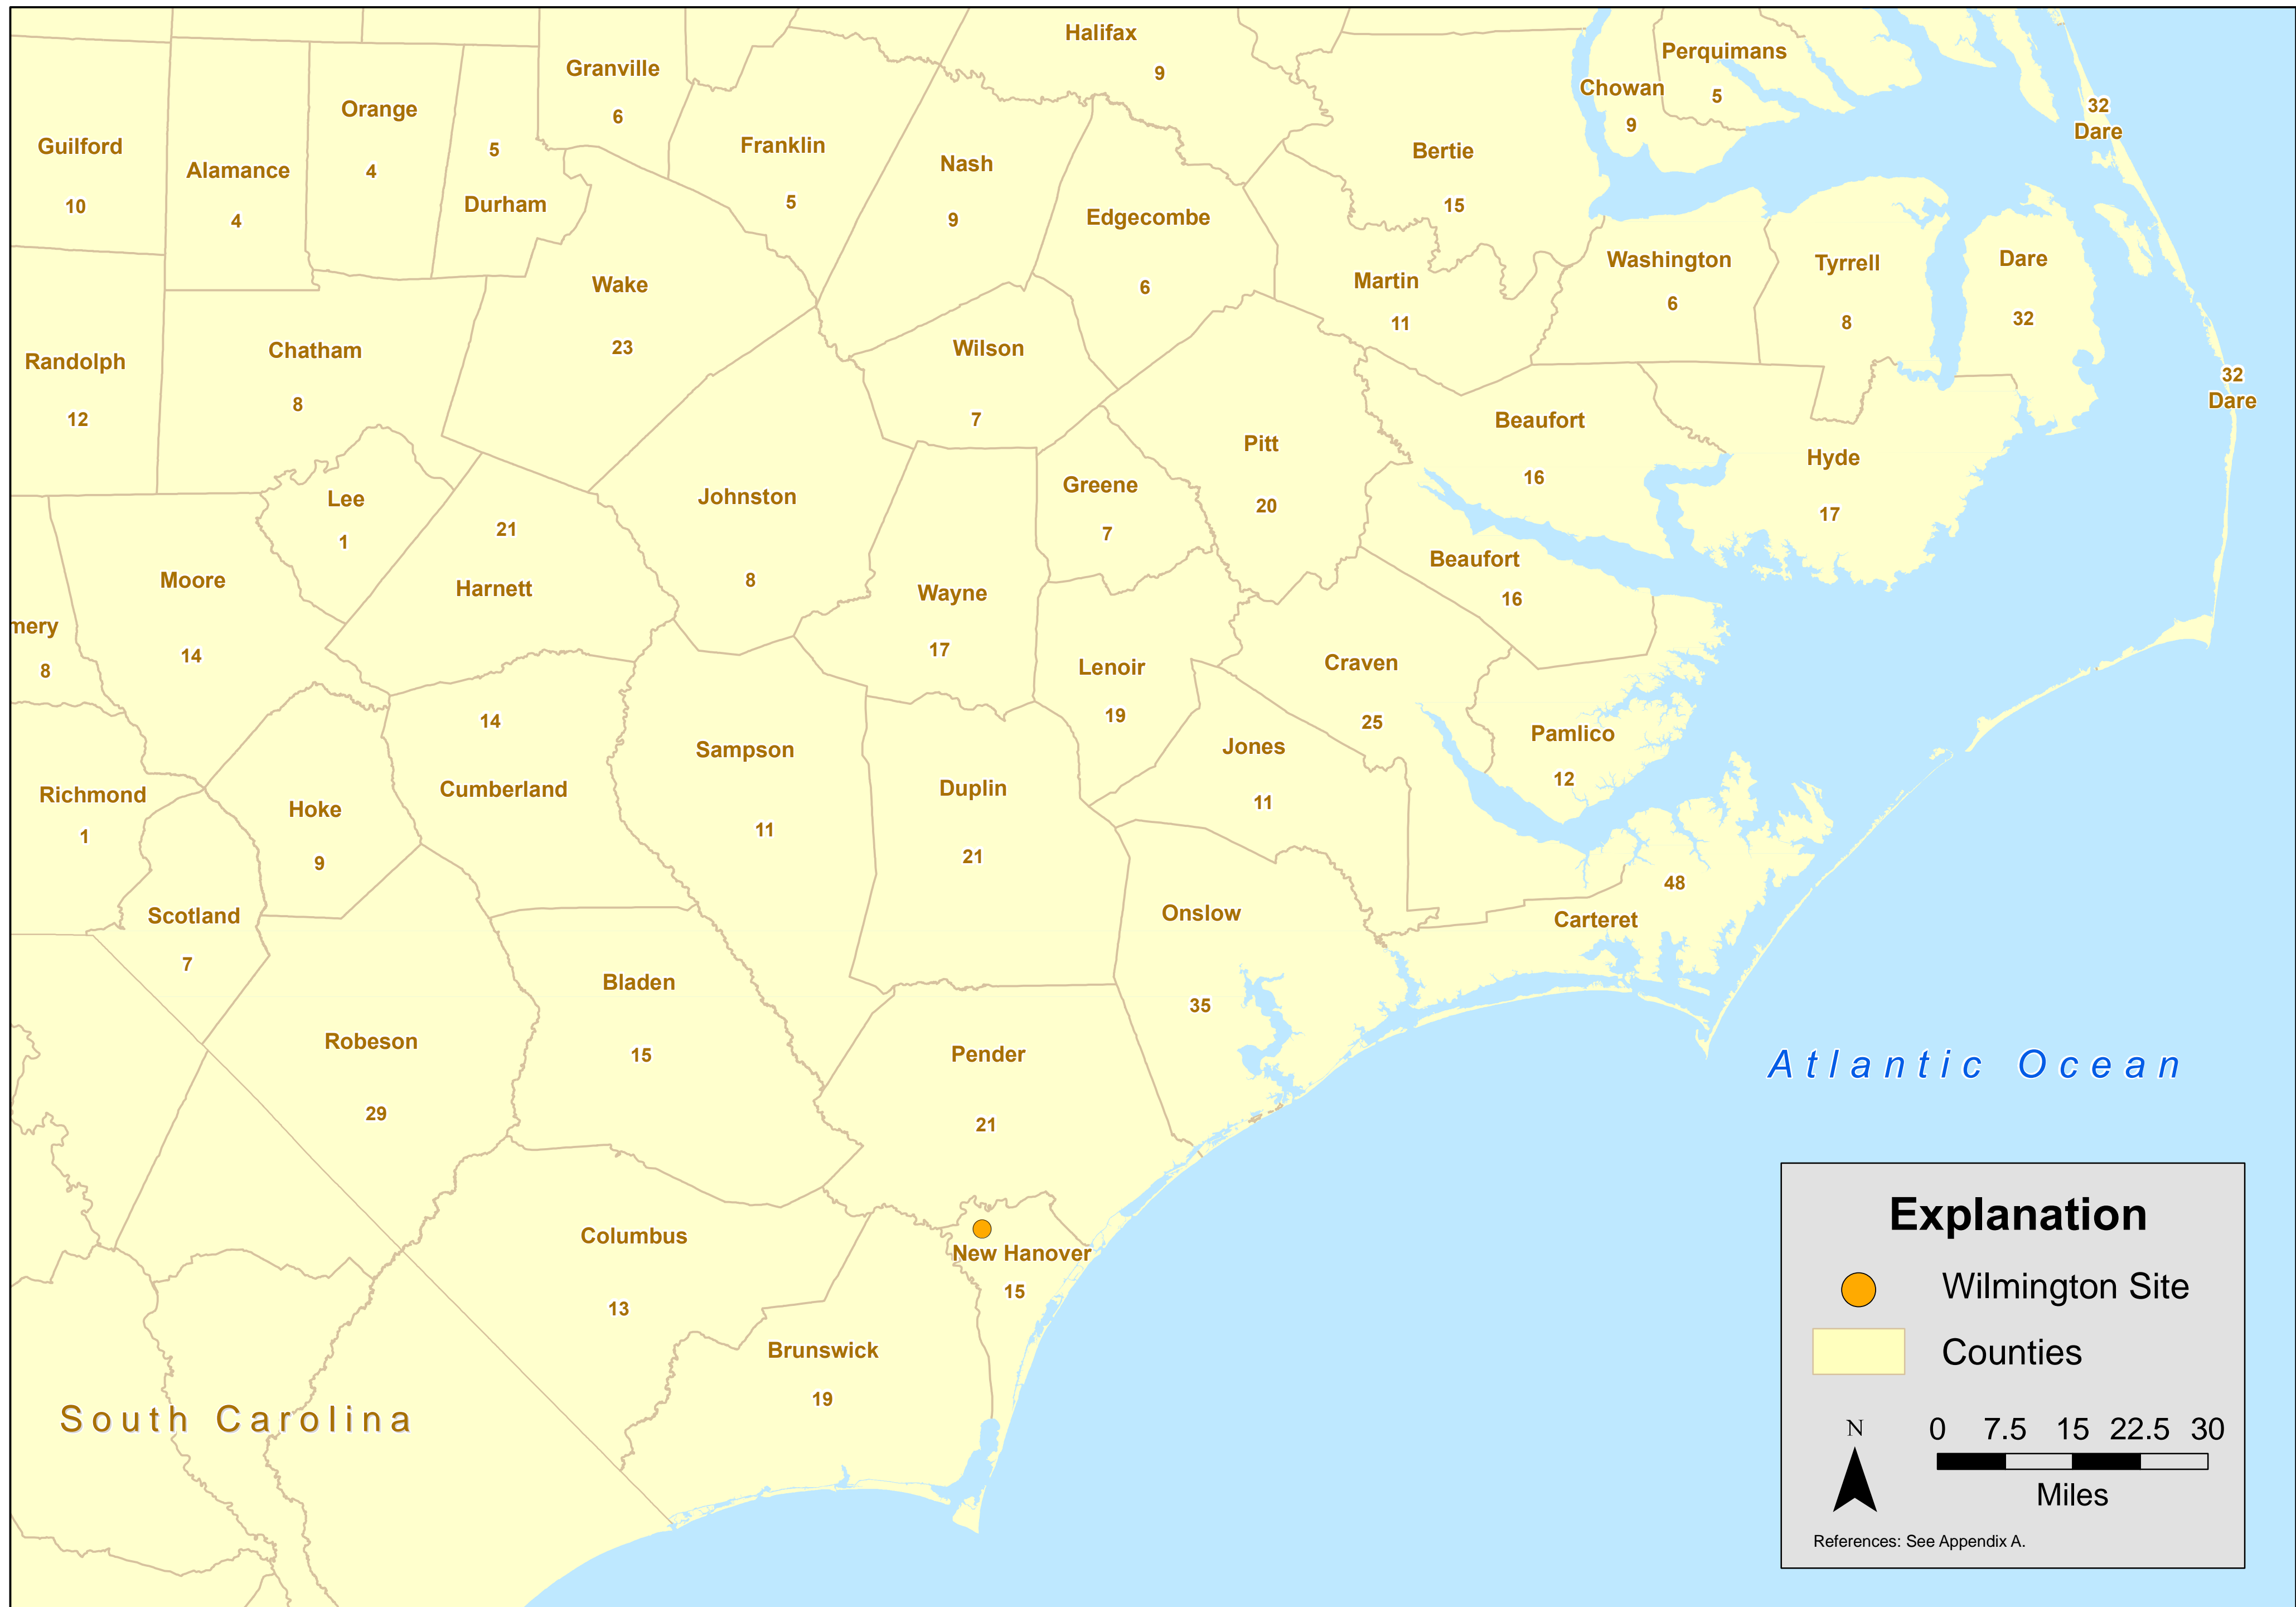 Halifax
9
Granville
6
Perquimans
5
Chowan
9
32
Dare
Orange
4
5
Durham
Guilford
10
Alamance
4
Franklin
5
Nash
9
Bertie
15
Edgecombe
6
Martin
11
Washington
6
Tyrrell
8
Dare
32
Wake
23
Randolph
12
Chatham
8
Wilson
7
32
Dare
Beaufort
16
Pitt
20
Hyde
17
Lee
1
21
Harnett
Johnston
8
Greene
7
Moore
14
Beaufort
16
mery
8
Wayne
17
Lenoir
19
Craven
25
14
Cumberland
Sampson
11
Jones
11
Pamlico
12
Richmond
1
Hoke
9
Duplin
21
48
Carteret
Scotland
7
Onslow
35
Bladen
15
Robeson
29
Pender
21
Atlantic Ocean
Columbus
13
New Hanover
15
Brunswick
19
South Carolina
Explanation
Wilmington Site
Counties
N
0 7.5 15 22.5 30
Miles
References: See Appendix A.